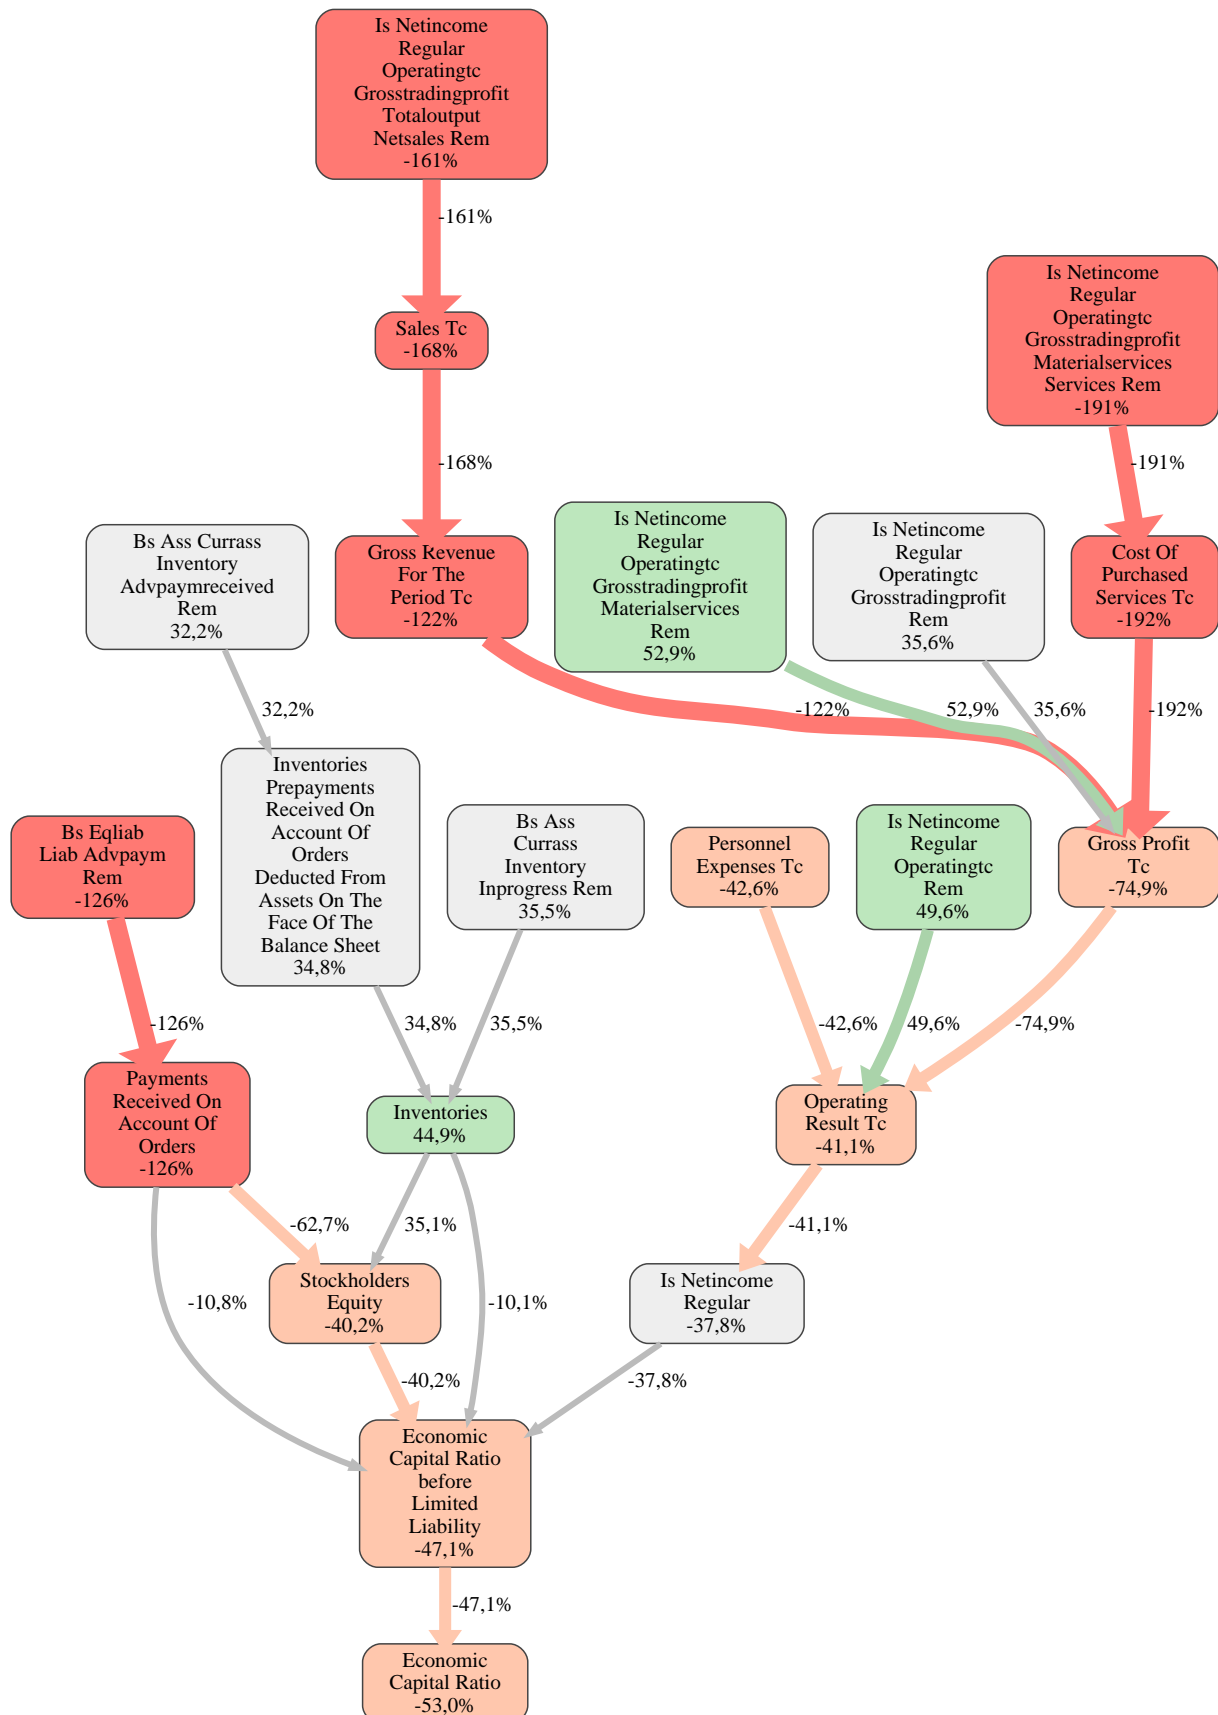 Is Netincome
Regular
Operatingtc
Grosstradingprofit
Totaloutput
Netsales Rem
-161%
-161%
Sales Tc
-168%
Is Netincome
Regular
Operatingtc
Grosstradingprofit
Materialservices
Services Rem
-191%
-168%
-191%
Bs Ass Currass
Inventory
Advpaymreceived
Rem
32,2%
Gross Revenue
For The
Period Tc
-122%
Is Netincome
Regular
Operatingtc
Grosstradingprofit
Materialservices
Rem
52,9%
Is Netincome
Regular
Operatingtc
Grosstradingprofit
Rem
35,6%
Cost Of
Purchased
Services Tc
-192%
32,2%
-122%
52,9%
35,6%
-192%
Bs Eqliab
Liab Advpaym
Rem
-126%
Inventories
Prepayments
Received On
Account Of
Orders
Deducted From
Assets On The
Face Of The
Balance Sheet
34,8%
Bs Ass
Currass
Inventory
Inprogress Rem
35,5%
Personnel
Expenses Tc
-42,6%
Is Netincome
Regular
Operatingtc
Rem
49,6%
Gross Profit
Tc
-74,9%
-126%
34,8%
35,5%
-42,6%
49,6%
-74,9%
Payments
Received On
Account Of
Orders
-126%
Inventories
44,9%
Operating
Result Tc
-41,1%
-62,7%
35,1%
-41,1%
Stockholders
Equity
-40,2%
Is Netincome
Regular
-37,8%
-10,8%
-10,1%
-40,2%
-37,8%
Economic
Capital Ratio
before
Limited
Liability
-47,1%
-47,1%
Economic
Capital Ratio
-53,0%